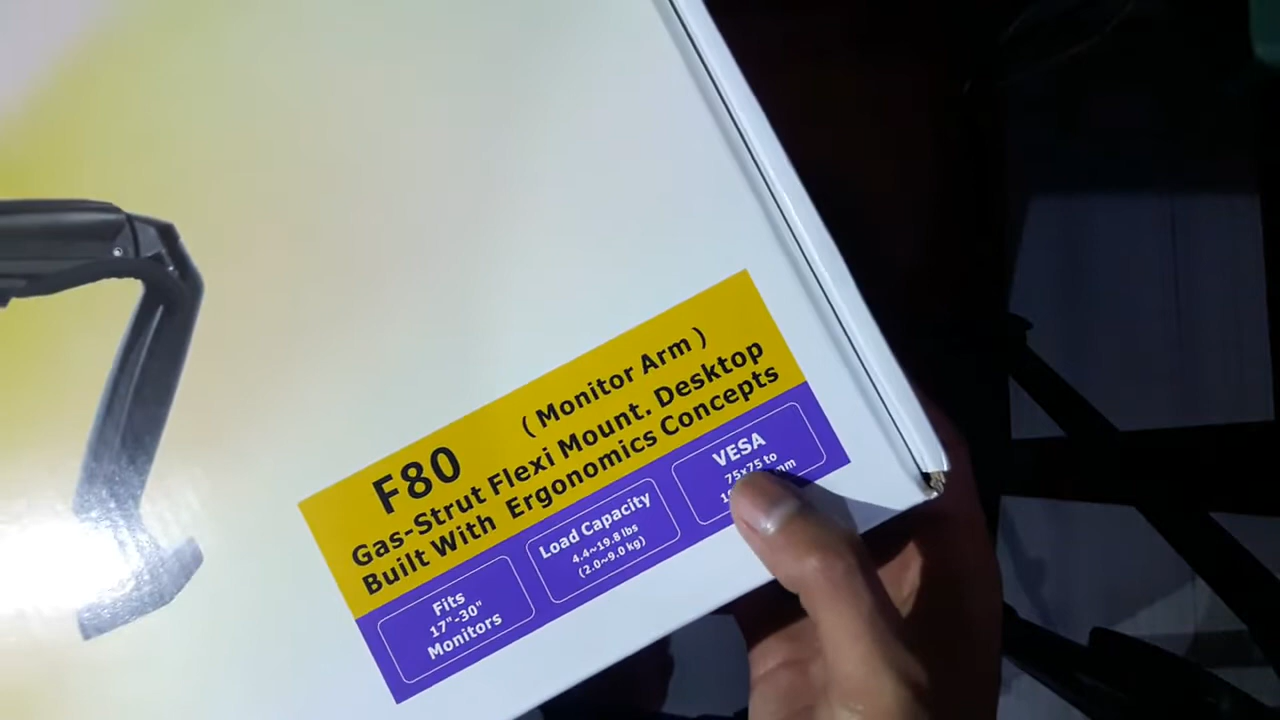 F80
( Monitor Arm )
Gas-Strut Flexi Mount. Desktop
Built With Ergonomics Concepts
Fits
17"-30"
Monitors
Load Capacity
4.4~19.8 lbs
(2.0~9.0 kg)
VESA
75x75 to